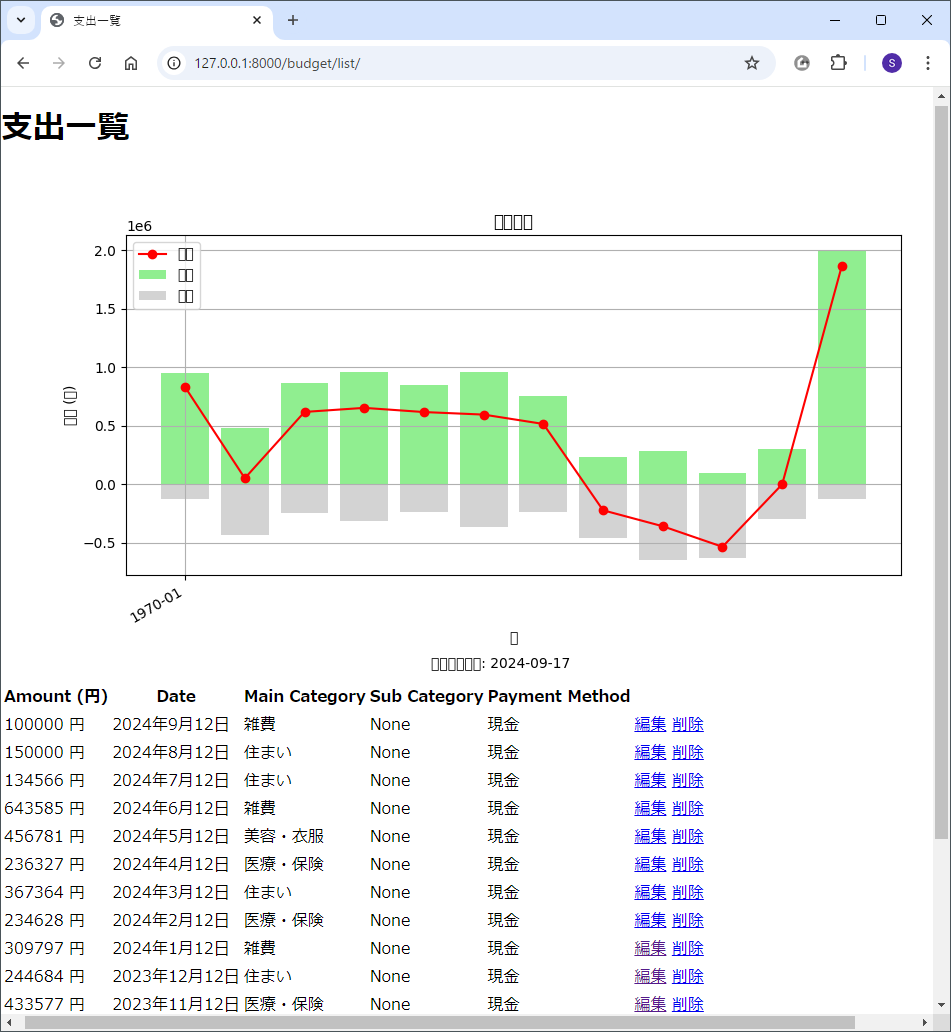 支出一覧
127.0.0.1:8000/budget/list/
S
支出一覧
1e6
2.0
1.5
1.0
0.5
0.0
−0.5
1970-01
: 2024-09-17
Amount (円) Date Main Category Sub Category Payment Method
100000 円 2024年9月12日 雑費 None 現金 編集 削除
150000 円 2024年8月12日 住まい None 現金 編集 削除
134566 円 2024年7月12日 住まい None 現金 編集 削除
643585 円 2024年6月12日 雑費 None 現金 編集 削除
456781 円 2024年5月12日 美容・衣服 None 現金 編集 削除
236327 円 2024年4月12日 医療・保険 None 現金 編集 削除
367364 円 2024年3月12日 住まい None 現金 編集 削除
234628 円 2024年2月12日 医療・保険 None 現金 編集 削除
309797 円 2024年1月12日 雑費 None 現金 編集 削除
244684 円 2023年12月12日 住まい None 現金 編集 削除
433577 円 2023年11月12日 医療・保険 None 現金 編集 削除